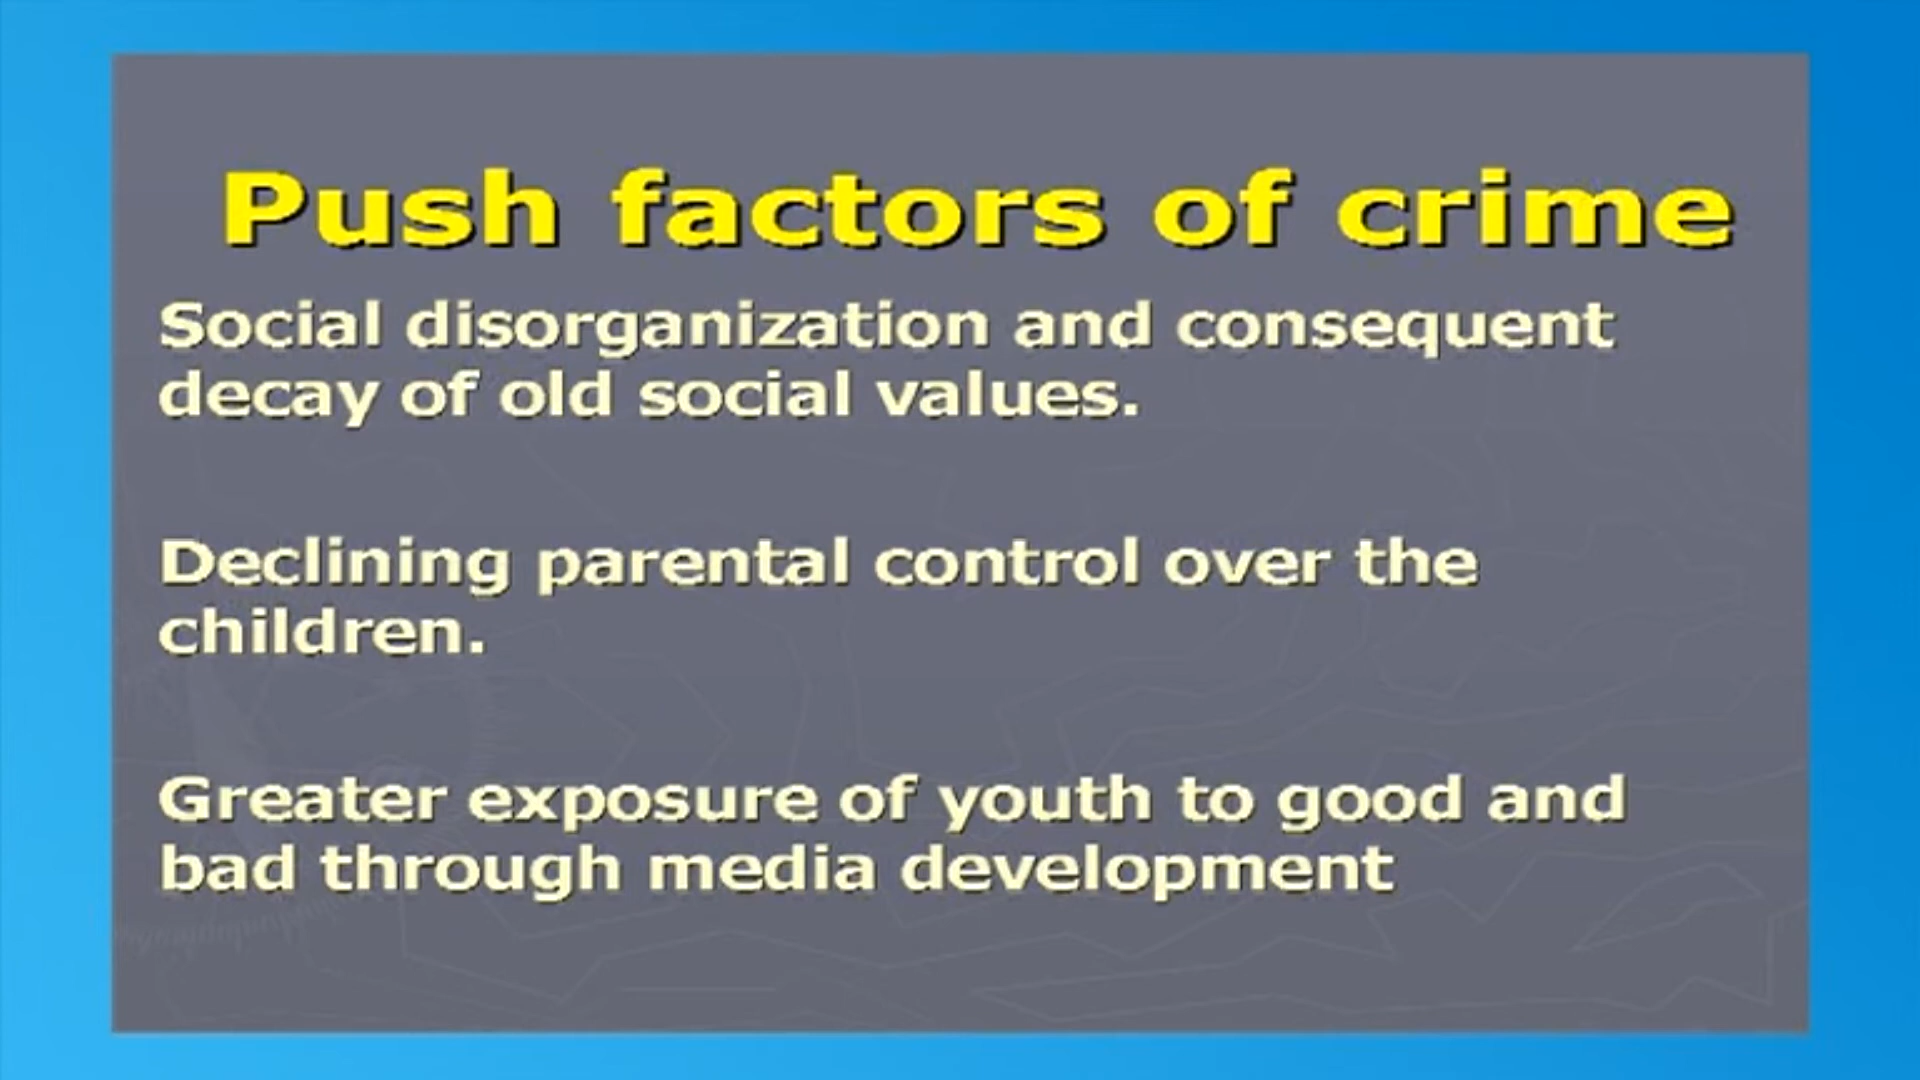 Push factors of crime
Social disorganization and consequent
decay of old social values.
Declining parental control over the
children.
Greater exposure of youth to good and
bad through media development